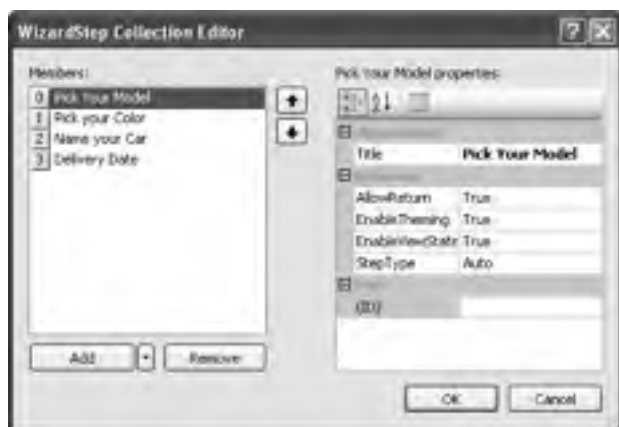 WizardStep Collection Editor
Members:
Pick Your Model properties:
0 Pick Your Model
1 Pick your Color
2 Name your Car
3 Delivery Date
Title Pick Your Model
AllowReturn True
EnableTheming True
EnableViewState True
StepType Auto
(ID)
Add
Remove
OK
Cancel